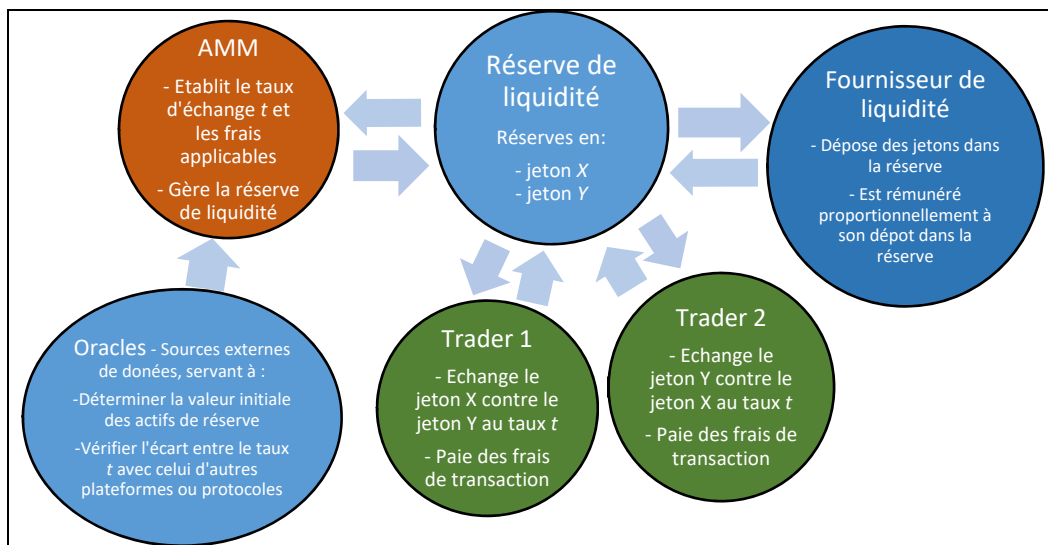 AMM
- Etablit le taux
d'échange t et
les frais
applicables
- Gère la réserve
de liquidité
Réserve de
liquidité
Réserves en:
- jeton X
- jeton Y
Fournisseur de
liquidité
- Dépose des jetons dans
la réserve
- Est rémunéré
proportionnellement à
son dépot dans la
réserve
Oracles - Sources externes
de donées, servant à :
-Déterminer la valeur initiale
des actifs de réserve
-Vérifier l'écart entre le taux
t avec celui d'autres
plateformes ou protocoles
Trader 1
- Echange le
jeton X contre le
jeton Y au taux t
- Paie des frais
de transaction
Trader 2
- Echange le
jeton Y contre le
jeton X au taux t
- Paie des frais de
transaction